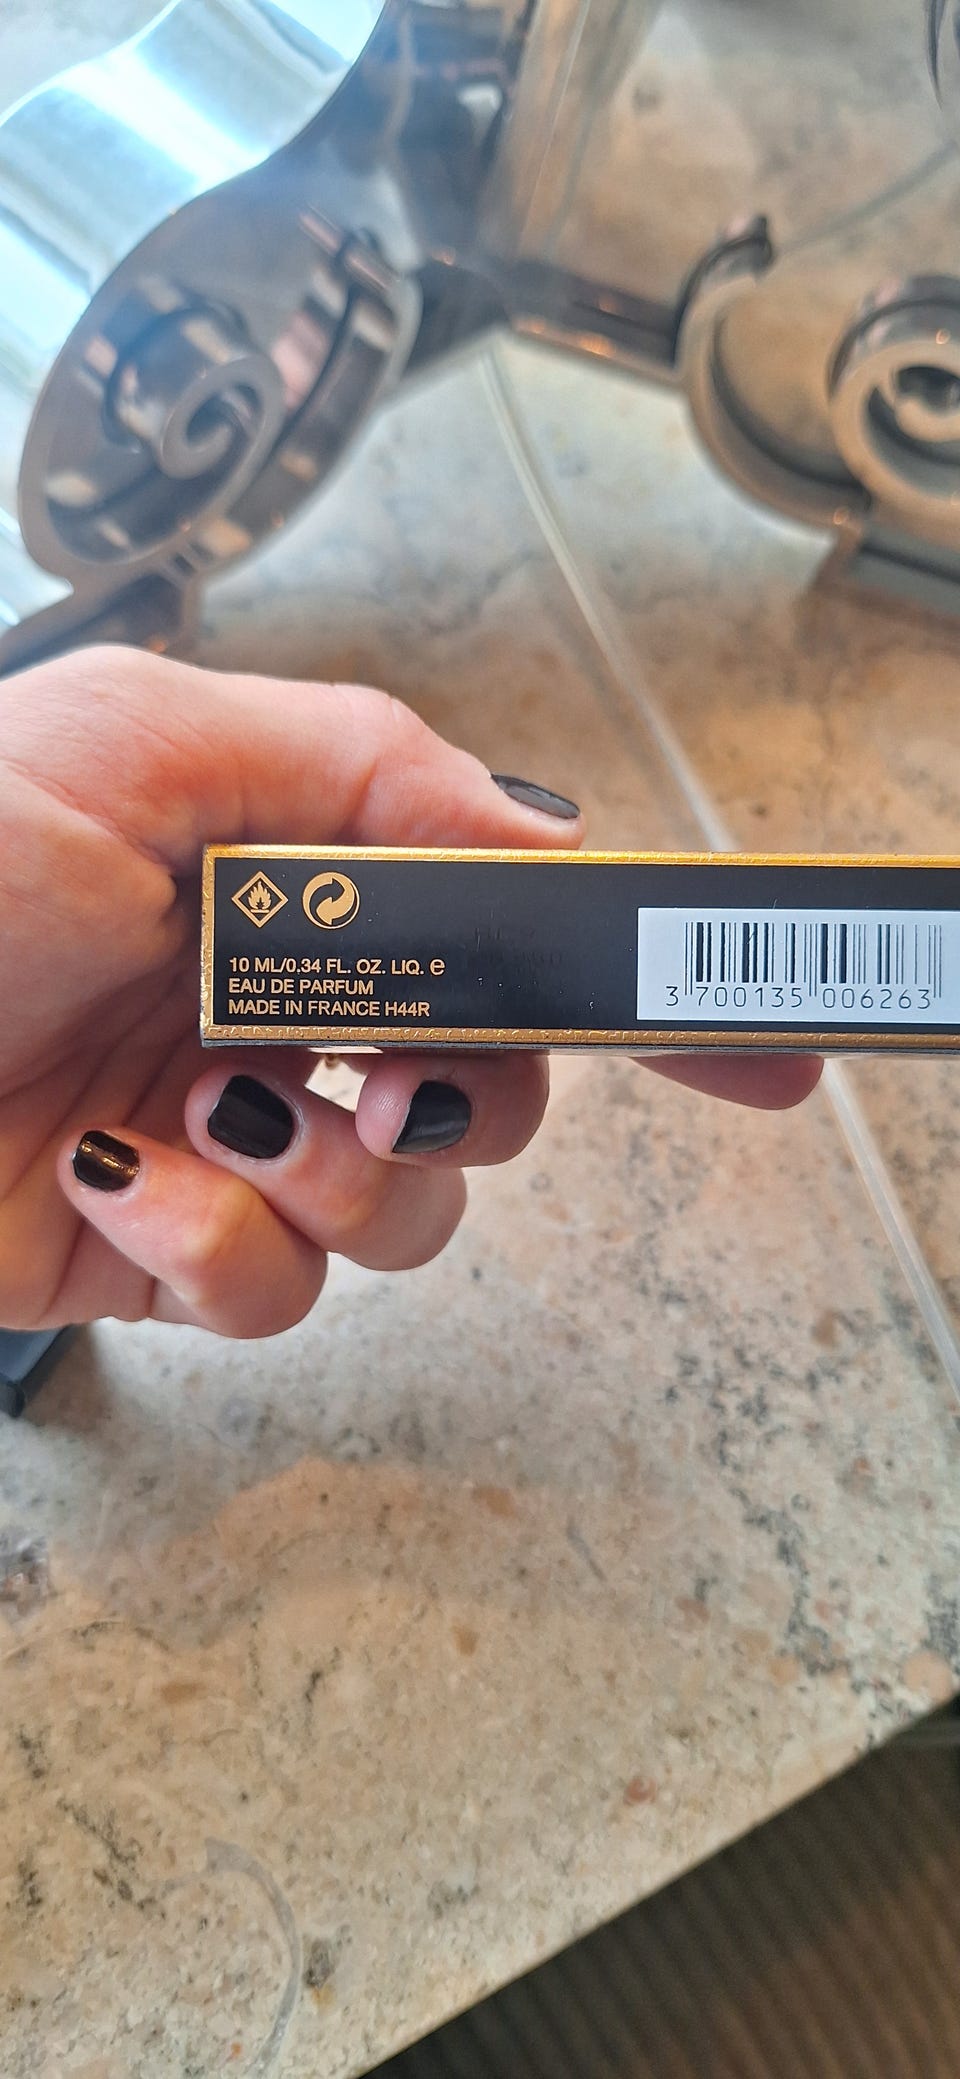 10 ML/0.34 FL. OZ. LIQ. e
EAU DE PARFUM
MADE IN FRANCE H44R
3 700135 006263